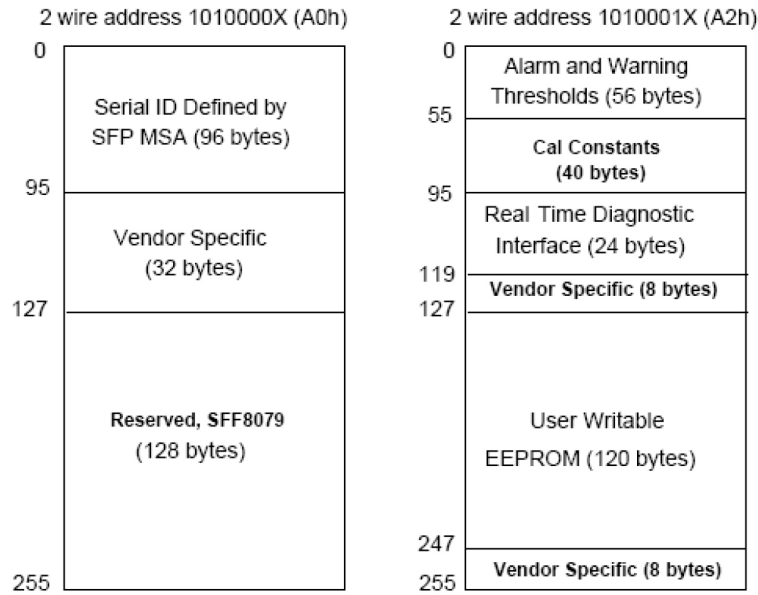 2 wire address 1010000X (A0h)
0
Serial ID Defined by
SFP MSA (96 bytes)
95
Vendor Specific
(32 bytes)
127
Reserved, SFF8079
(128 bytes)
255
2 wire address 1010001X (A2h)
0
Alarm and Warning
Thresholds (56 bytes)
55
Cal Constants
(40 bytes)
95
Real Time Diagnostic
Interface (24 bytes)
119
Vendor Specific (8 bytes)
127
User Writable
EEPROM (120 bytes)
247
Vendor Specific (8 bytes)
255